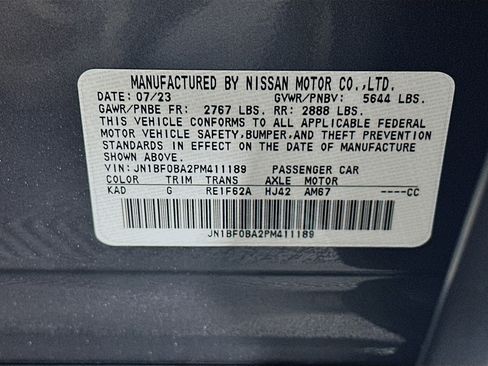 MANUFACTURED BY NISSAN MOTOR CO.,LTD.
DATE: 07/23 GVWR/PNBV: 5644 LBS.
GAWR/PNBE FR: 2767 LBS. RR: 2888 LBS.
THIS VEHICLE CONFORMS TO ALL APPLICABLE FEDERAL
MOTOR VEHICLE SAFETY,BUMPER,AND THEFT PREVENTION
STANDARDS IN EFFECT ON THE DATE OF MANUFACTURE
SHOWN ABOVE.
VIN: JN1BF0BA2PM411189 PASSENGER CAR
COLOR TRIM TRANS AXLE MOTOR
KAD G RE1F62A HJ42 AM67 ----CC
JN1BF0BA2PM411189